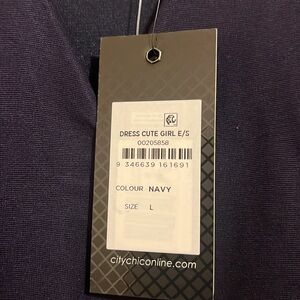 DRESS CUTE GIRL E/S
00205858
9 346639 161691
COLOUR NAVY
SIZE L
citychiconline.com